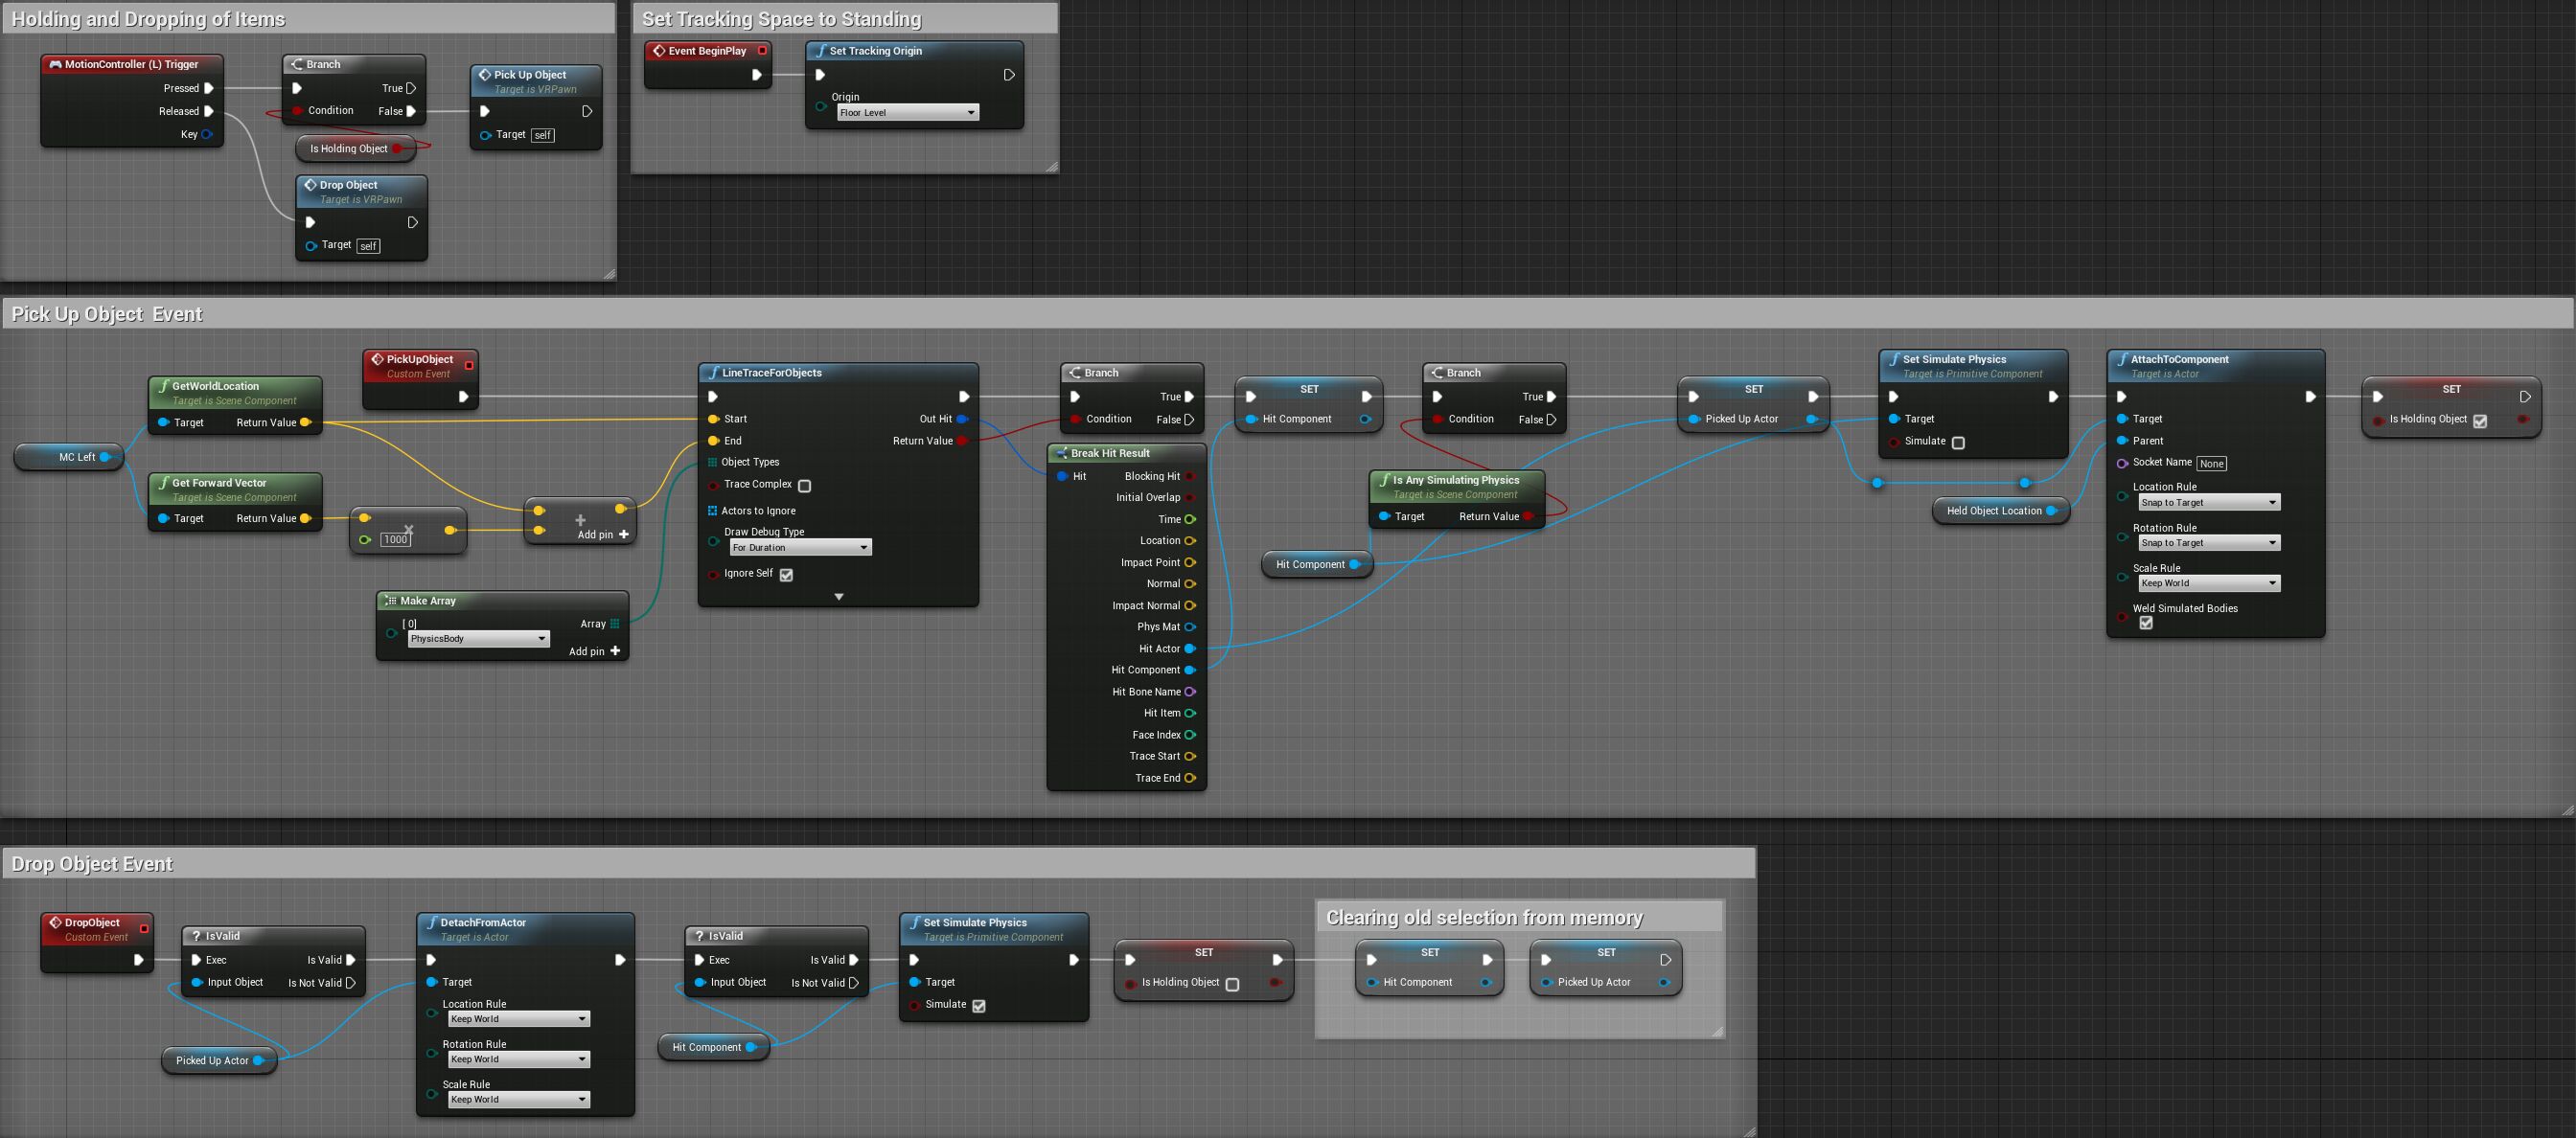 Holding and Dropping of Items
MotionController (L) Trigger
Pressed
Released
Key
Branch
True
Condition
False
Is Holding Object
Pick Up Object
Target is VRPawn
Target self
Drop Object
Target is VRPawn
Target self
Set Tracking Space to Standing
Event BeginPlay
Set Tracking Origin
Origin
Floor Level
Pick Up Object Event
MC Left
GetWorldLocation
Target is Scene Component
Target Return Value
Get Forward Vector
Target is Scene Component
Target Return Value
PickUpObject
Custom Event
1000
Add pin
Make Array
[ 0]
PhysicsBody
Array
Add pin
LineTraceForObjects
Start
Out Hit
End
Return Value
Object Types
Trace Complex
Actors to Ignore
Draw Debug Type
For Duration
Ignore Self
Branch
True
Condition
False
Break Hit Result
Hit
Blocking Hit
Initial Overlap
Time
Location
Impact Point
Normal
Impact Normal
Phys Mat
Hit Actor
Hit Component
Hit Bone Name
Hit Item
Face Index
Trace Start
Trace End
SET
Hit Component
Branch
True
Condition
False
Is Any Simulating Physics
Target is Scene Component
Target Return Value
Hit Component
SET
Picked Up Actor
Set Simulate Physics
Target is Primitive Component
Target
Simulate
Held Object Location
AttachToComponent
Target is Actor
Target
Parent
Socket Name None
Location Rule
Snap to Target
Rotation Rule
Snap to Target
Scale Rule
Keep World
Weld Simulated Bodies
SET
Is Holding Object
Drop Object Event
DropObject
Custom Event
IsValid
Exec Is Valid
Input Object Is Not Valid
Picked Up Actor
DetachFromActor
Target is Actor
Target
Location Rule
Keep World
Rotation Rule
Keep World
Scale Rule
Keep World
IsValid
Exec Is Valid
Input Object Is Not Valid
Hit Component
Set Simulate Physics
Target is Primitive Component
Target
Simulate
SET
Is Holding Object
Clearing old selection from memory
SET
Hit Component
SET
Picked Up Actor